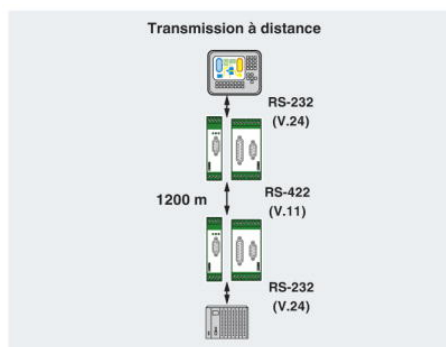 Transmission à distance
RS-232
(V.24)
1200 m
RS-422
(V.11)
RS-232
(V.24)